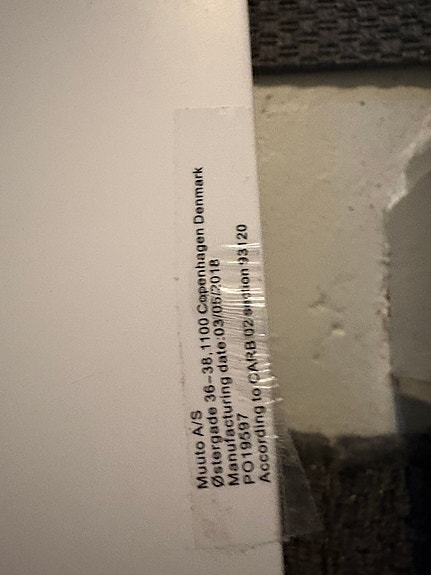 Muuto A/S
Østergade 36-38, 1100 Copenhagen Denmark
Manufacturing date:03/05/2018
PO19597
According to CARB 02 section 93120